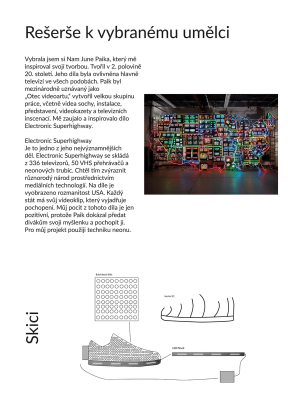 Rešerše k vybranému umělci
Vybrala jsem si Nam June Paika, který mě
inspiroval svojí tvorbou. Tvořil v 2. polovině
20. století. Jeho díla byla ovlivněna hlavně
televizí ve všech podobách. Paik byl
mezinárodně uznávaný jako
„Otec videoartu," vytvořil velkou skupinu
práce, včetně videa sochy, instalace,
představení, videokazety a televizních
inscenací. Mě zaujalo a inspirovalo dílo
Electronic Superhighway.
Electronic Superhighway
Je to jedno z jeho nejvýznamnějších
děl. Electronic Superhighway se skládá
z 336 televizorů, 50 VHS přehrávačů a
neonových trubic. Chtěl tím zvýraznit
různorodý národ prostřednictvím
mediálních technologií. Na díle je
vyobrazeno rozmanitost USA. Každý
stát má svůj videoklip, který vyjadřuje
pochopení. Můj pocit z tohoto díla je jen
pozitivní, protože Paik dokázal předat
divákům svoji myšlenku a pochopit ji.
Pro můj projekt použiji techniku neonu.
Skici